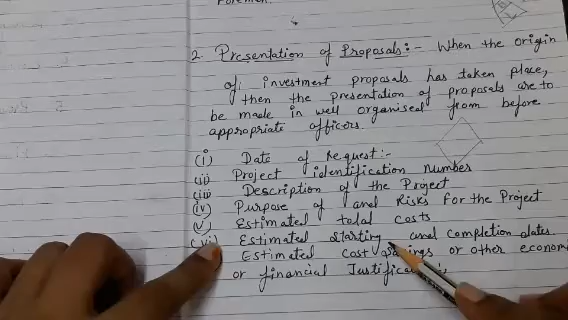 Foremen.
2. Presentation of Proposals:- When the origin
of investment proposals has taken place,
then the presentation of proposals are to
be made in well organised from before
appropriate officers.
(i) Date of Request:-
(ii) Project identification number
(iii) Description of the Project
(iv) Purpose of and Risks for the Project
(v) Estimated total costs
(vi) Estimated starting and completion dates
Estimated cost savings or other econom
or financial Justifica